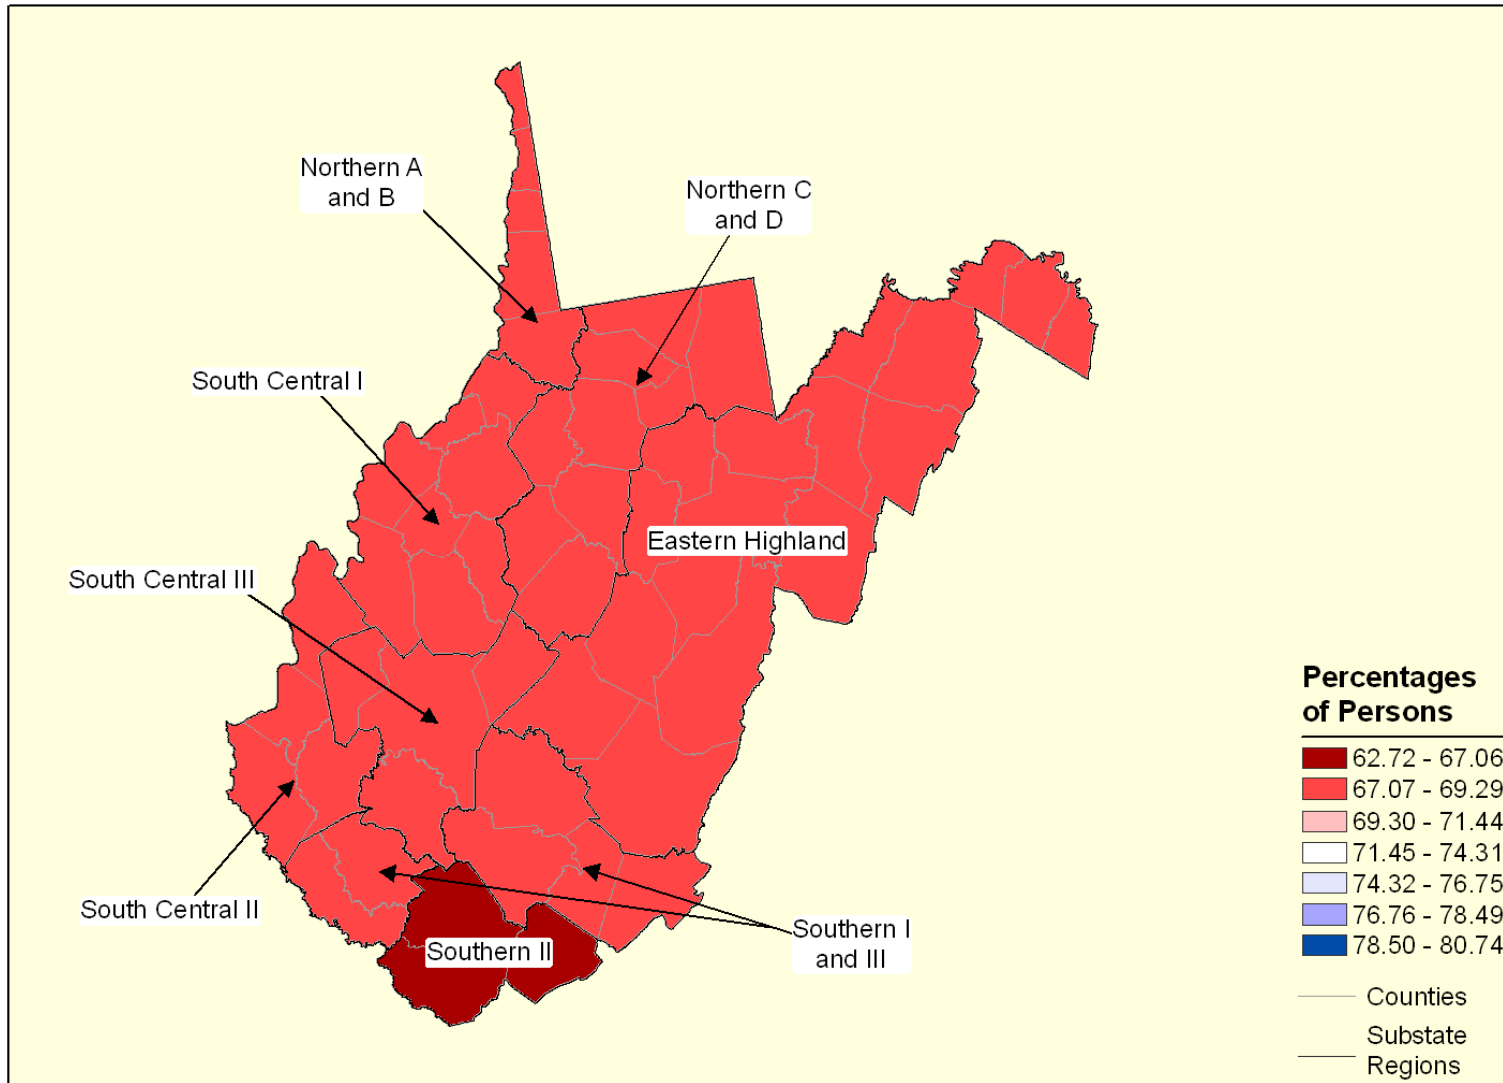 Northern A
and B
Northern C
and D
South Central I
Eastern Highland
South Central III
South Central II
Southern II
Southern I
and III
Percentages
of Persons
62.72 - 67.06
67.07 - 69.29
69.30 - 71.44
71.45 - 74.31
74.32 - 76.75
76.76 - 78.49
78.50 - 80.74
Counties
Substate
Regions